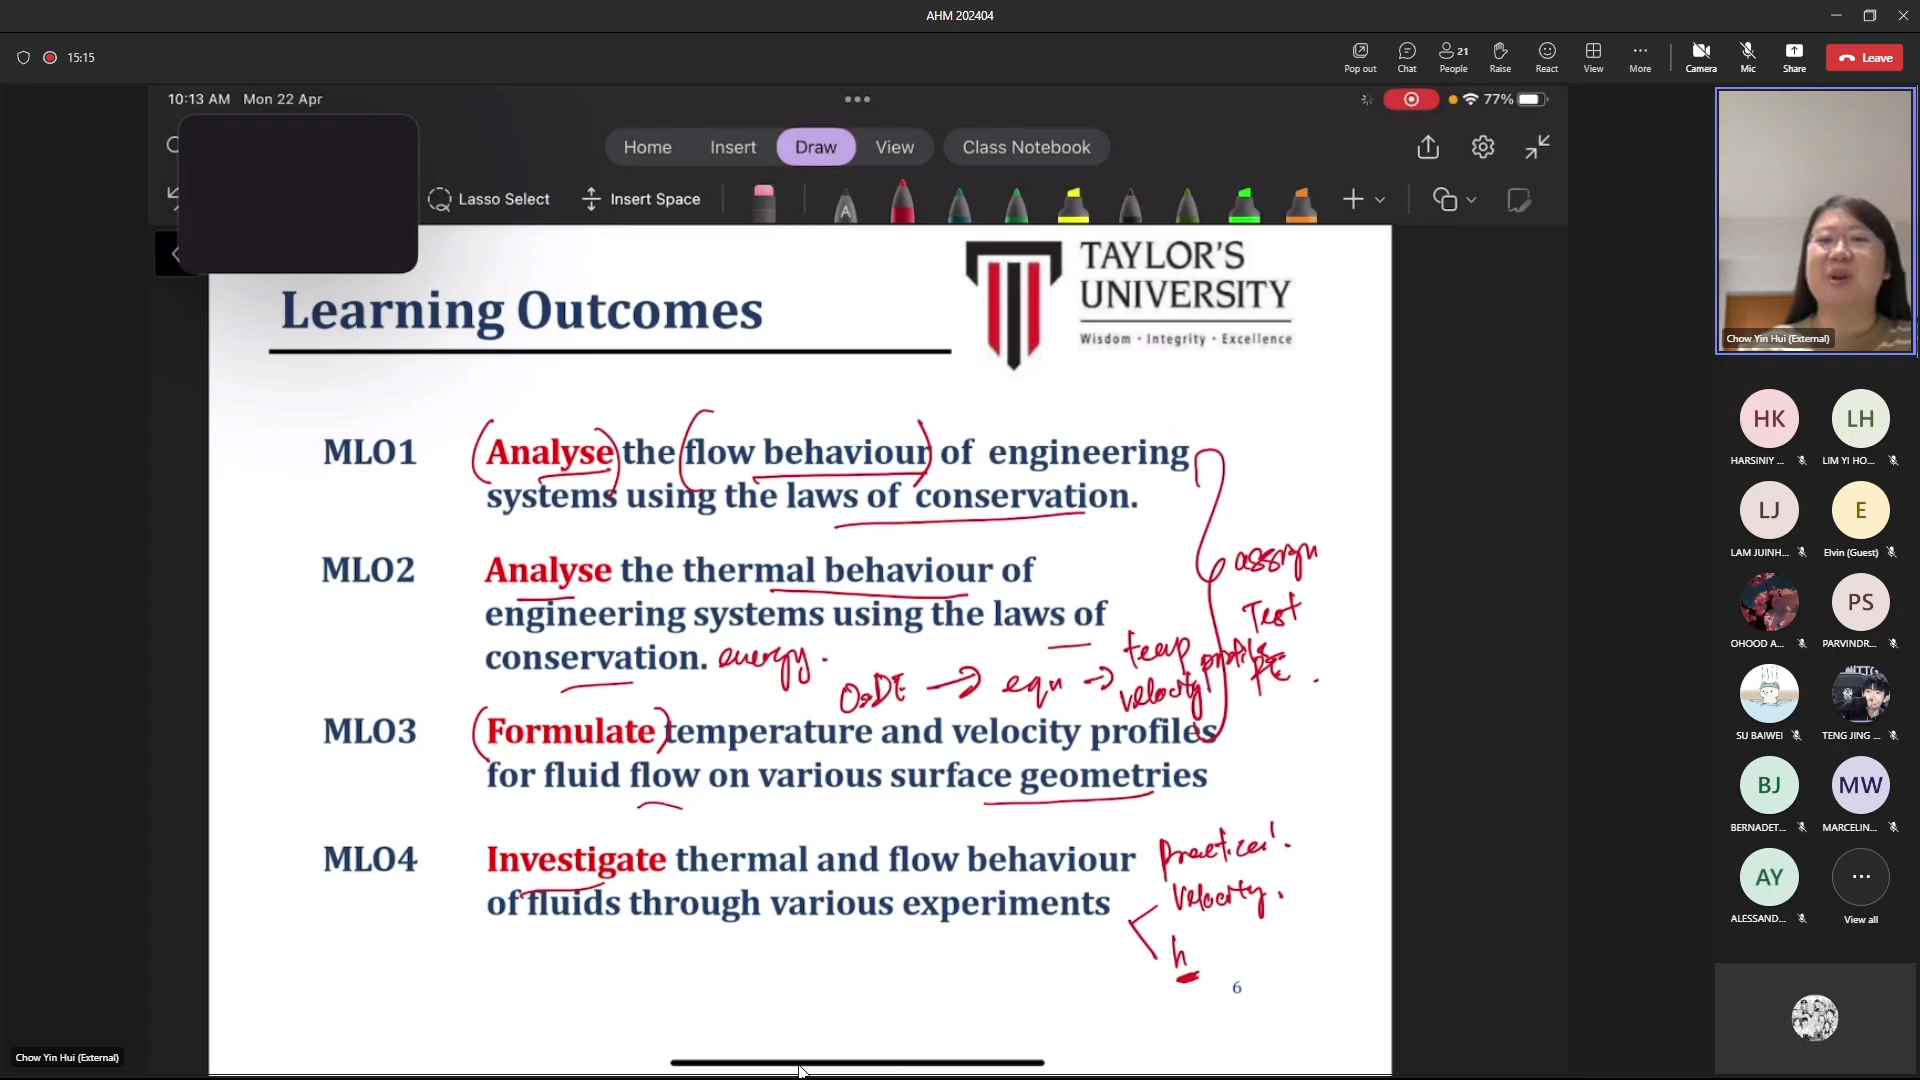 AHM 202404
15:15
Pop out
Chat
21
People
Raise
React
View
More
Camera
Mic
Share
Leave
10:13 AM Mon 22 Apr
77%
Home
Insert
Draw
View
Class Notebook
Lasso Select
Insert Space
A
TAYLOR'S
UNIVERSITY
Wisdom · Integrity · Excellence
Learning Outcomes
MLO1 Analyse the flow behaviour of engineering
systems using the laws of conservation.
assign
Test
MLO2 Analyse the thermal behaviour of
engineering systems using the laws of
conservation. energy.
temp
velocity profile
equ
MLO3 Formulate temperature and velocity profiles
for fluid flow on various surface geometries
MLO4 Investigate thermal and flow behaviour
of fluids through various experiments
practical.
velocity.
h
6
Chow Yin Hui (External)
HK
HARSINIY ...
LH
LIM YI HO...
LJ
LAM JUINH...
E
Elvin (Guest)
OHOOD A...
PS
PARVINDR...
SU BAIWEI
TENG JING ...
BJ
BERNADET...
MW
MARCELIN...
AY
ALESSAND...
View all
Chow Yin Hui (External)